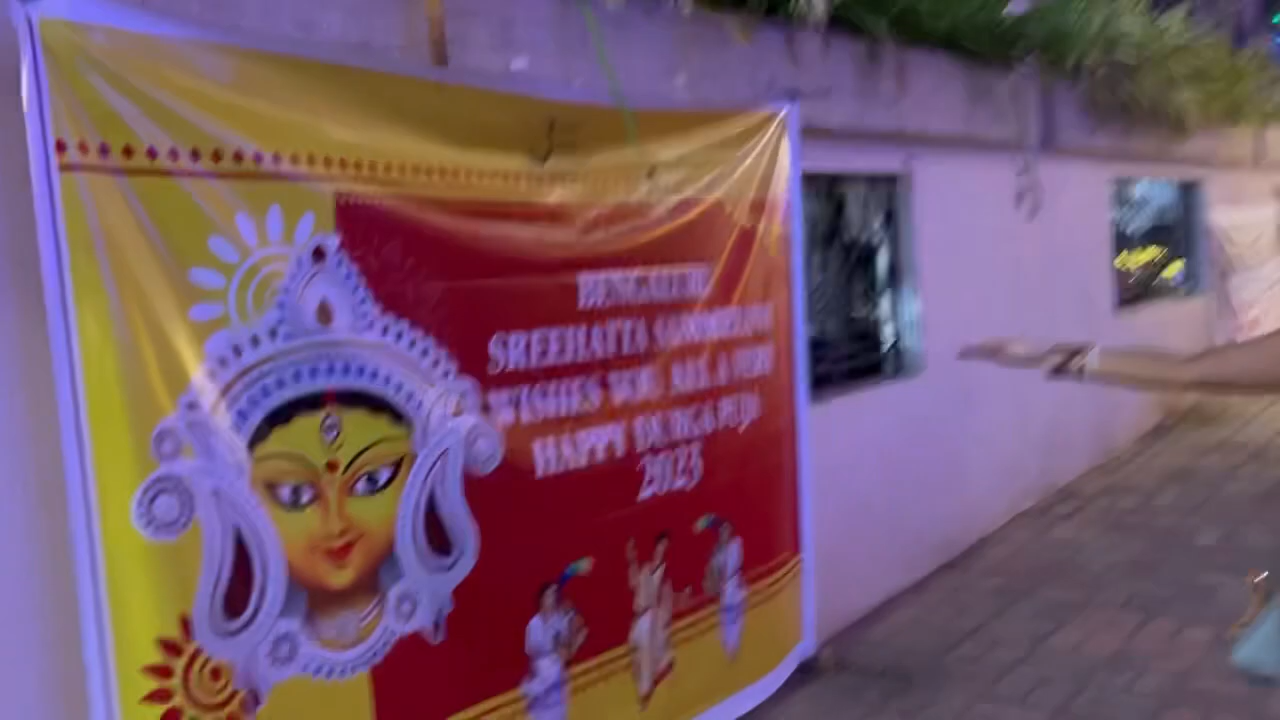 BENGALURU
SREEHATTA SAMMELANI
WISHES YOU ALL A VERY
HAPPY DURGA PUJA
2023